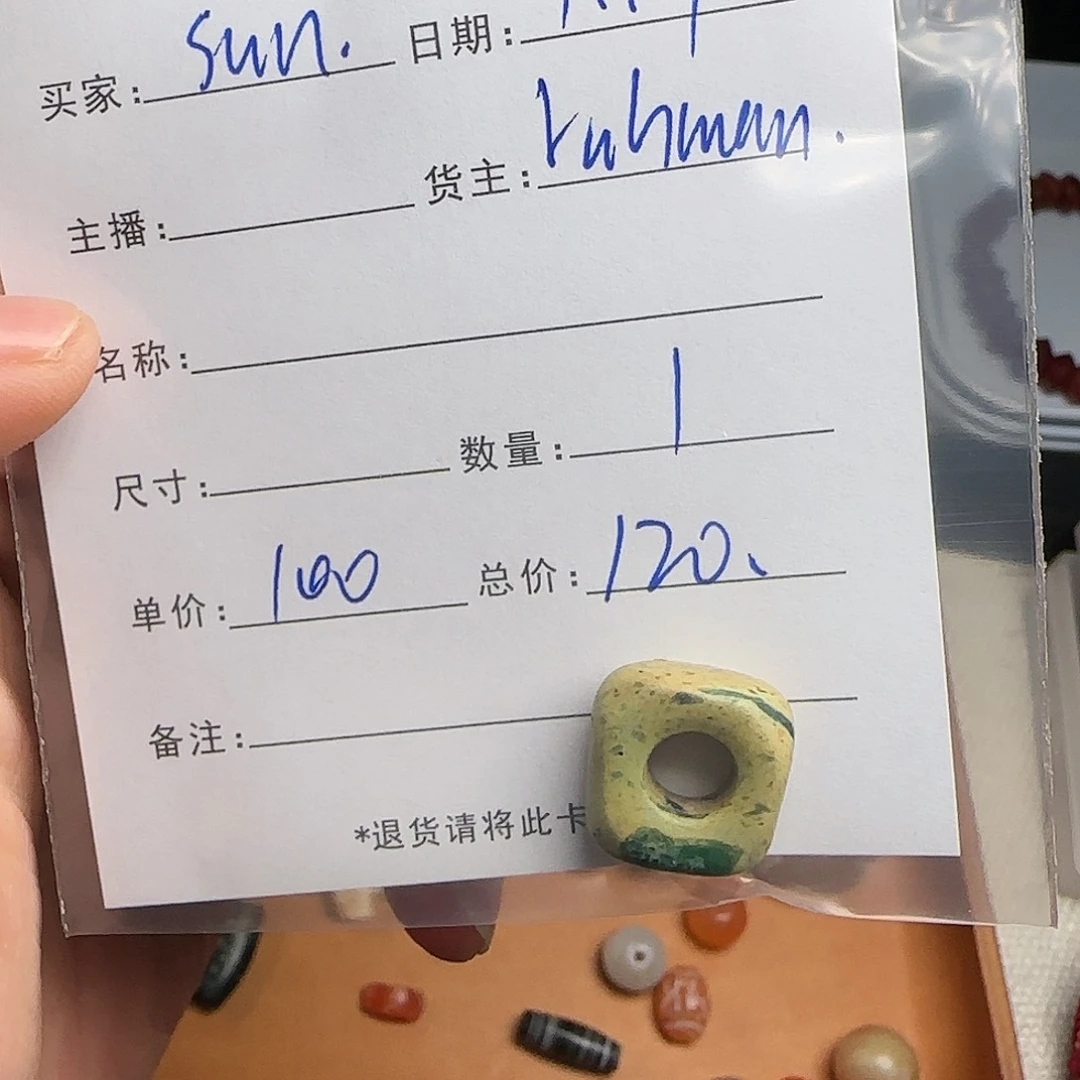 买家: sun. 日期:
主播: 货主: ruhman.
名称:
尺寸: 数量: 1
单价: 100 总价: 120、
备注:
*退货请将此卡